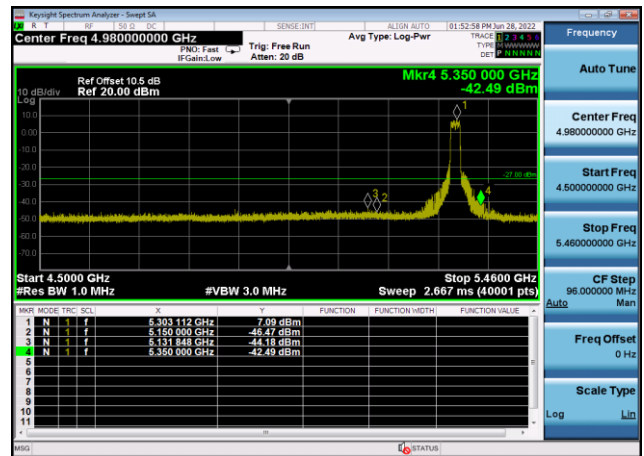 Keysight Spectrum Analyzer - Swept SA
R T RF 50 Ω DC SENSE:INT ALIGN AUTO 01:52:58 PM Jun 28, 2022
Center Freq 4.980000000 GHz
PNO: Fast
IFGain:Low
Trig: Free Run
Atten: 20 dB
Avg Type: Log-Pwr
TRACE 1 2 3 4 5 6
TYPE M WWWWW
DET P N N N N N
Ref Offset 10.5 dB
10 dB/div Ref 20.00 dBm
Log
Mkr4 5.350 000 GHz
-42.49 dBm
10.0
0.00
-10.0
-20.0
-30.0
-40.0
-50.0
-60.0
-70.0
-27.00 dBm
1
3 2
4
Start 4.5000 GHz Stop 5.4600 GHz
#Res BW 1.0 MHz #VBW 3.0 MHz Sweep 2.667 ms (40001 pts)
MKR MODE TRC SCL X Y FUNCTION FUNCTION WIDTH FUNCTION VALUE
1 N 1 f 5.303 112 GHz 7.09 dBm
2 N 1 f 5.150 000 GHz -46.47 dBm
3 N 1 f 5.131 848 GHz -44.18 dBm
4 N 1 f 5.350 000 GHz -42.49 dBm
5
6
7
8
9
10
11
MSG STATUS
Frequency
Auto Tune
Center Freq
4.980000000 GHz
Start Freq
4.500000000 GHz
Stop Freq
5.460000000 GHz
CF Step
96.000000 MHz
Auto Man
Freq Offset
0 Hz
Scale Type
Log Lin